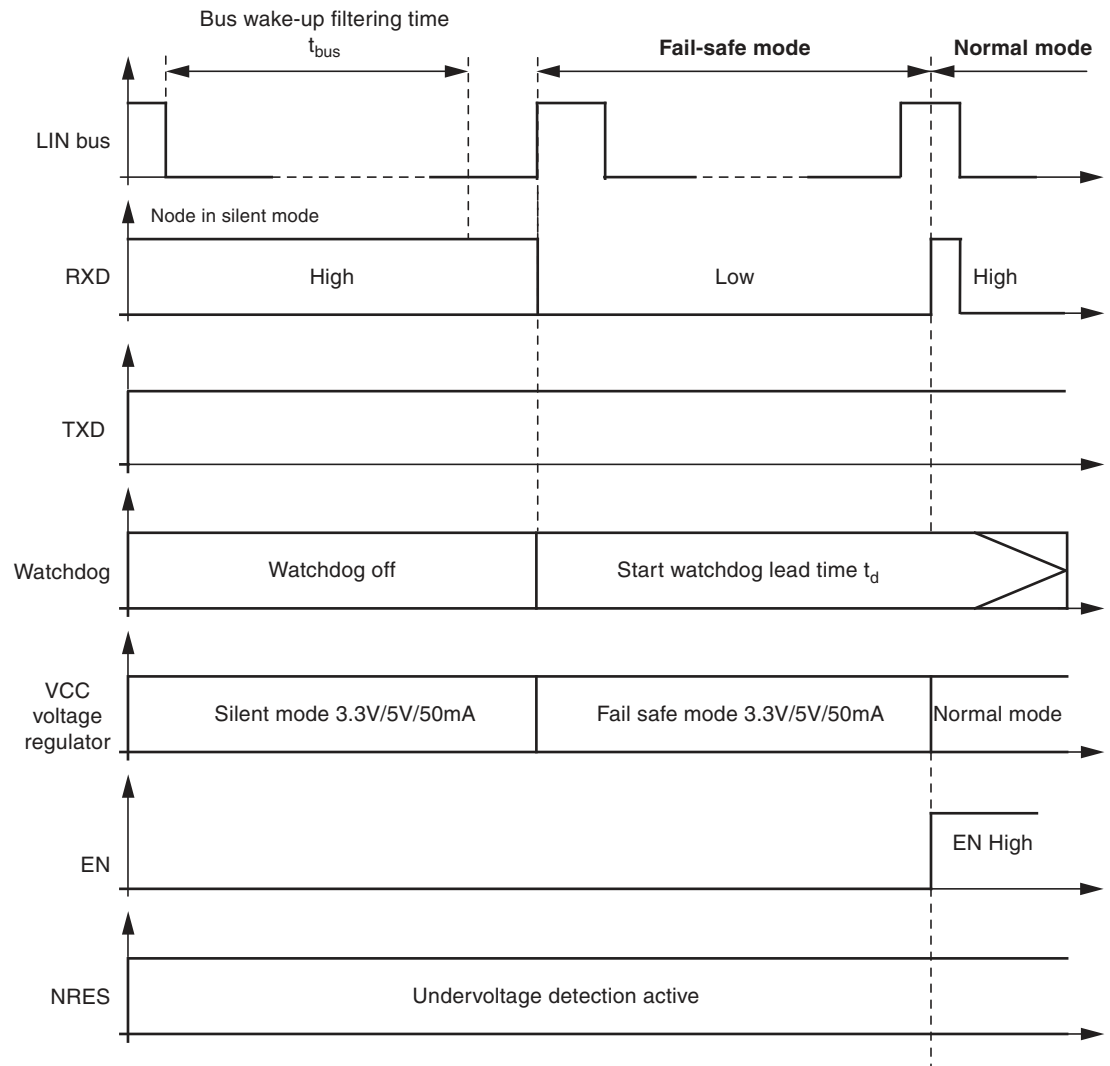 Bus wake-up filtering time
tbus
Fail-safe mode
Normal mode
LIN bus
Node in silent mode
RXD
High
Low
High
TXD
Watchdog
Watchdog off
Start watchdog lead time td
VCC
voltage
regulator
Silent mode 3.3V/5V/50mA
Fail safe mode 3.3V/5V/50mA
Normal mode
EN
EN High
NRES
Undervoltage detection active